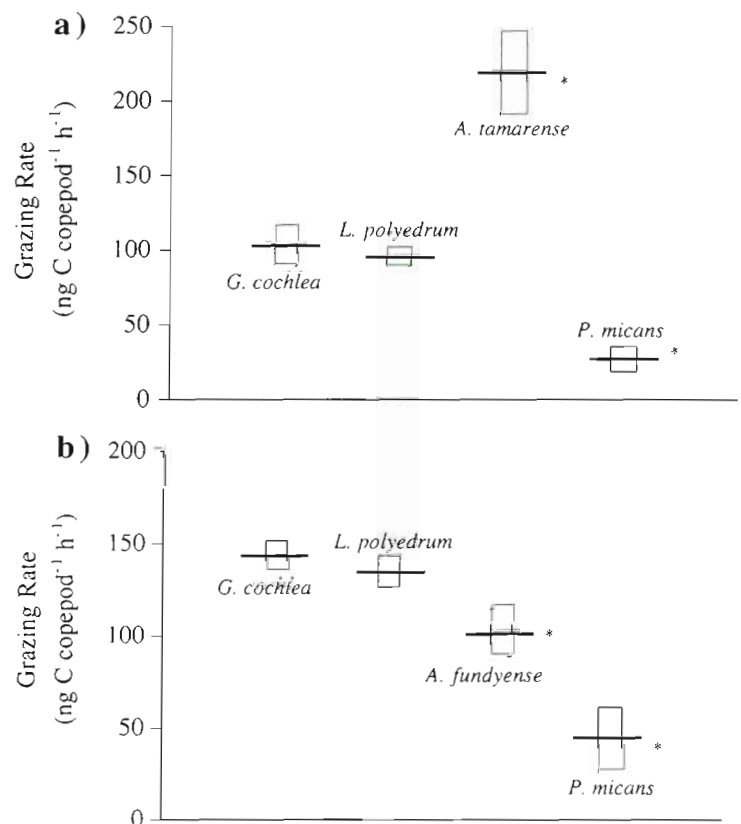 a)
Grazing Rate
(ng C copepod⁻¹ h⁻¹)
250
200
150
100
50
0
A. tamarense
*
L. polyedrum
G. cochlea
P. micans
*
b)
Grazing Rate
(ng C copepod⁻¹ h⁻¹)
200
150
100
50
0
L. polyedrum
G. cochlea
*
A. fundyense
*
P. micans